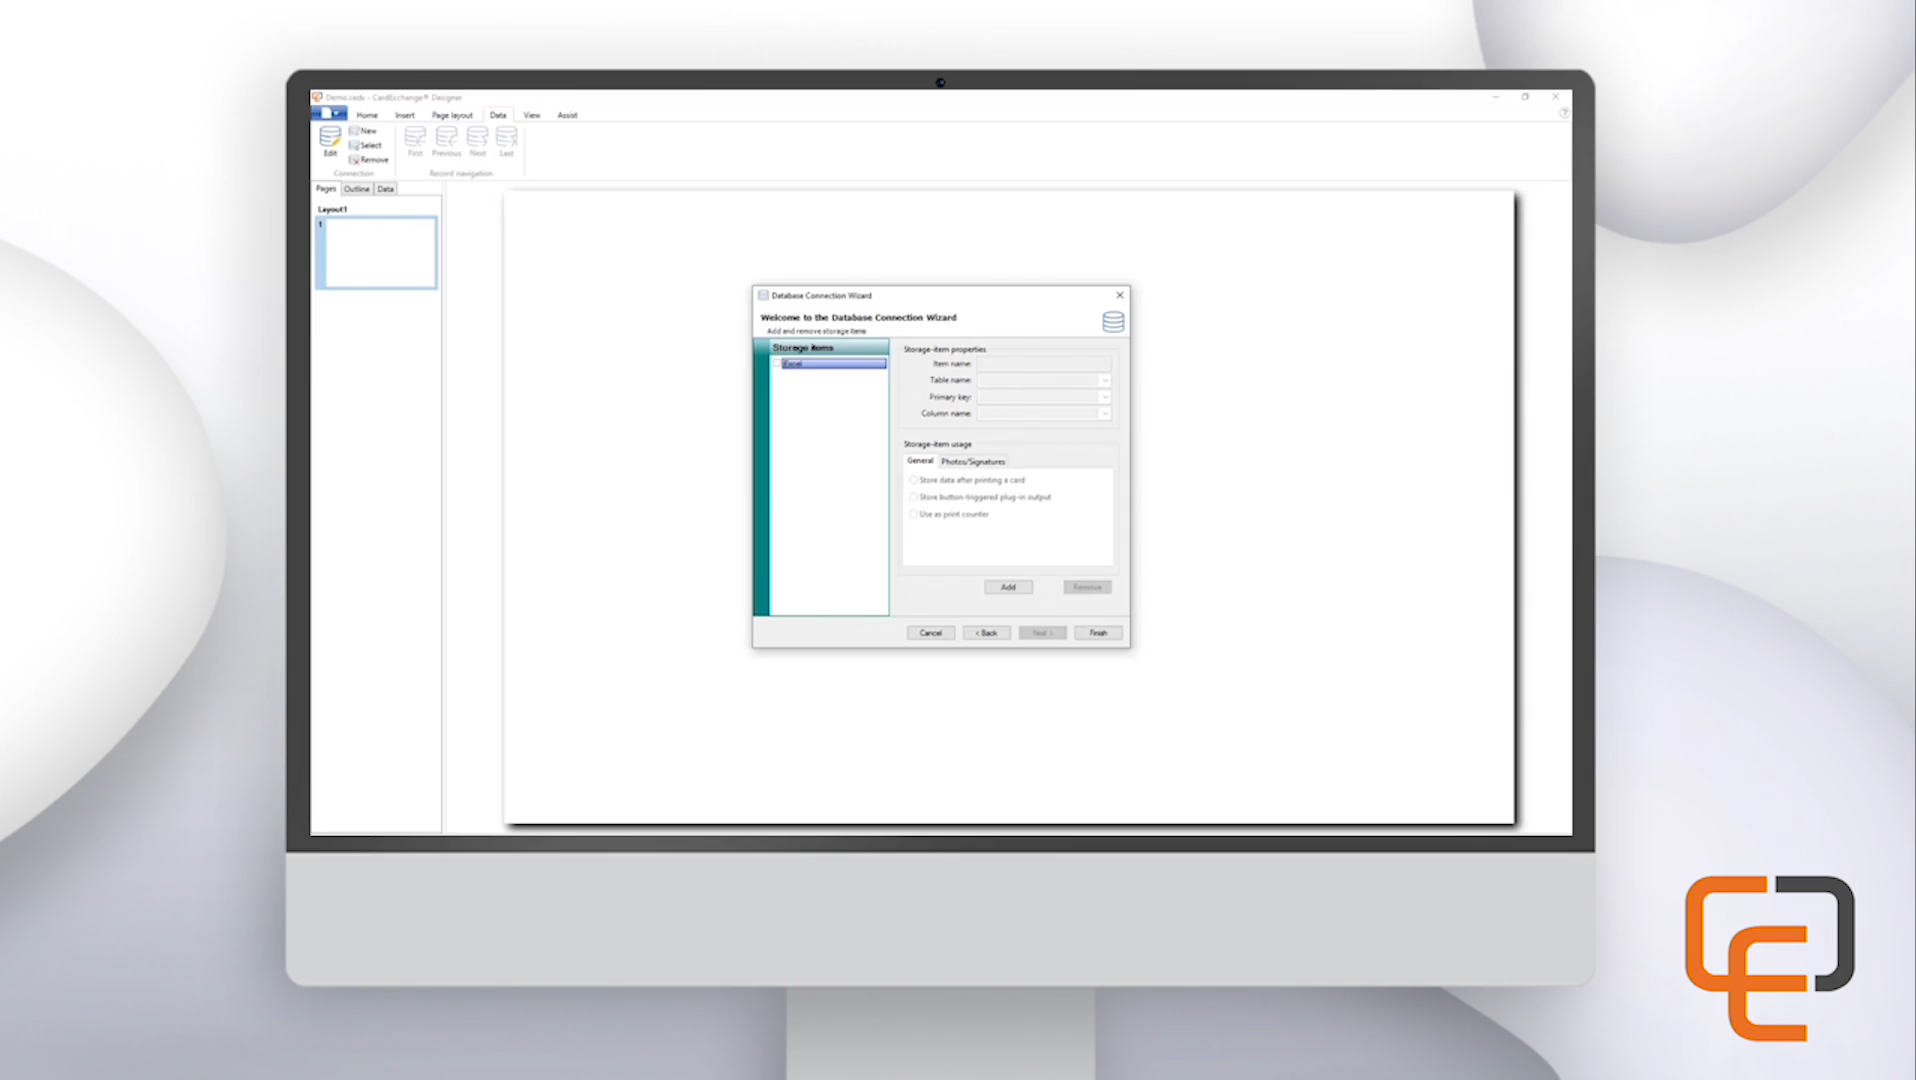 Demo.cedx - CardExchange® Designer
Home Insert Page layout Data View Assist
Edit
New
Select
Remove
First Previous Next Last
Connection Record navigation
Pages Outline Data
Layout1
1
Database Connection Wizard
Welcome to the Database Connection Wizard
Add and remove storage items
Storage items
Excel
Storage-item properties
Item name:
Table name:
Primary key:
Column name:
Storage-item usage
General Photos/Signatures
Store data after printing a card
Store button-triggered plug-in output
Use as print counter
Add Remove
Cancel < Back Next > Finish